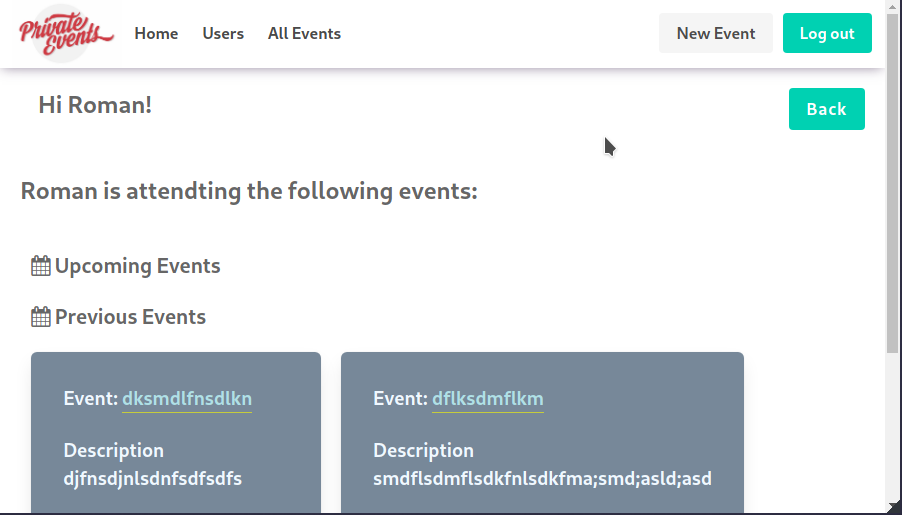 Private Events
Home Users All Events New Event Log out
Hi Roman! Back
Roman is attendting the following events:
Upcoming Events
Previous Events
Event: dksmdlfnsdlkn
Description
djfnsdjnlsdnfsdfsdfs
Event: dflksdmflkm
Description
smdflsdmflsdkfnlsdkfma;smd;asld;asd